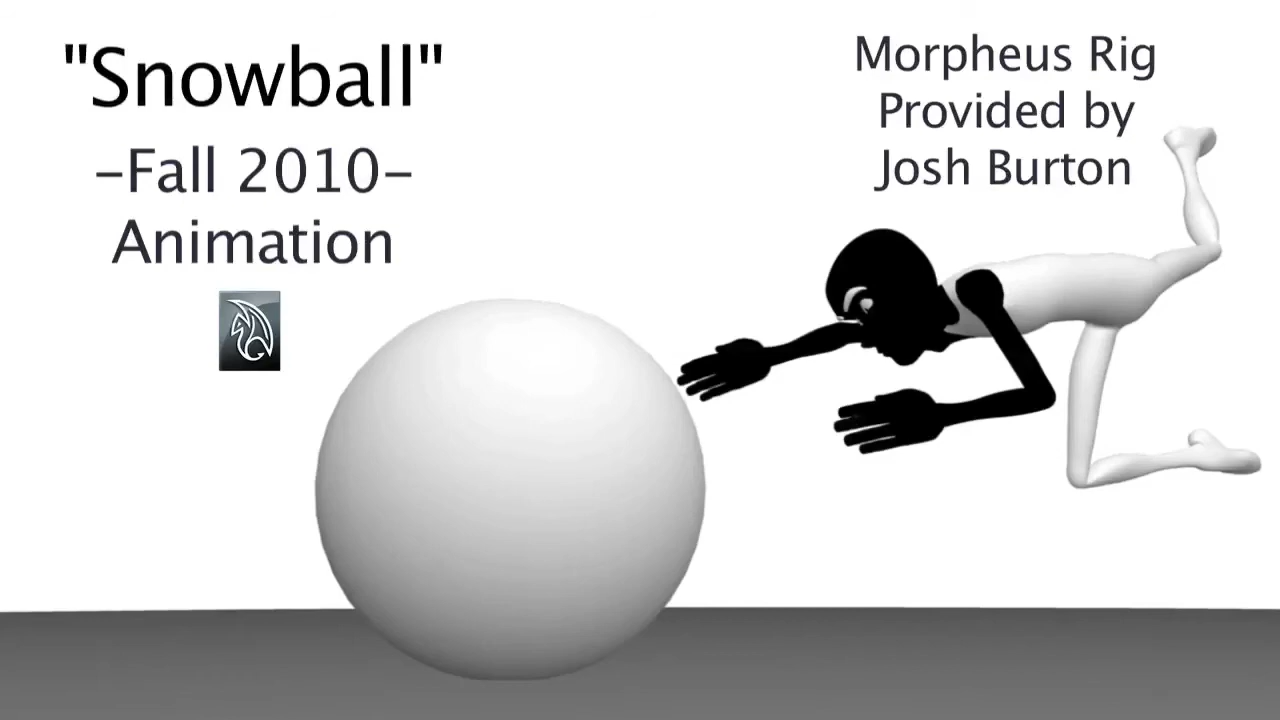 "Snowball"
-Fall 2010-
Animation
Morpheus Rig
Provided by
Josh Burton